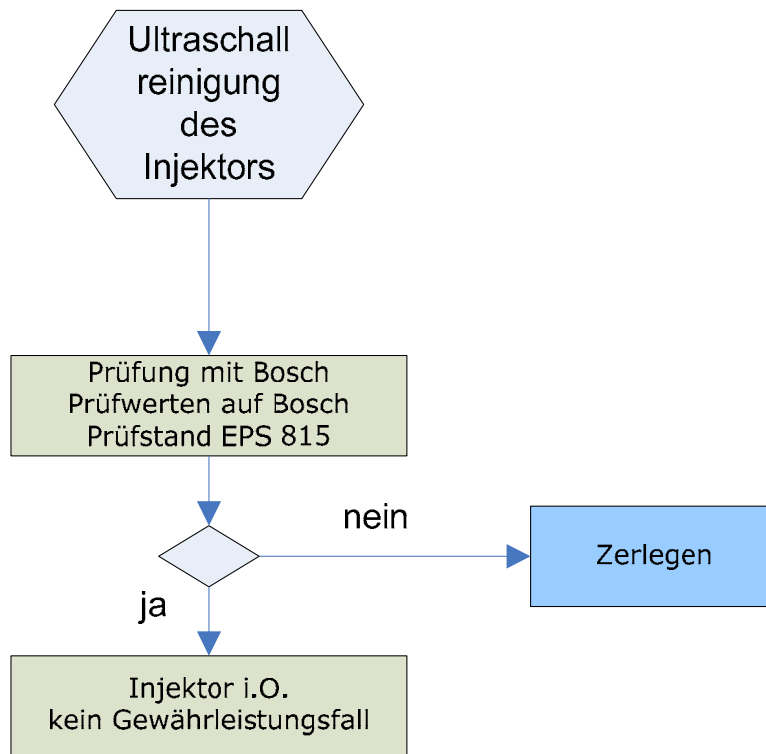 Ultraschall
reinigung
des
Injektors
Prüfung mit Bosch
Prüfwerten auf Bosch
Prüfstand EPS 815
nein
Zerlegen
ja
Injektor i.O.
kein Gewährleistungsfall